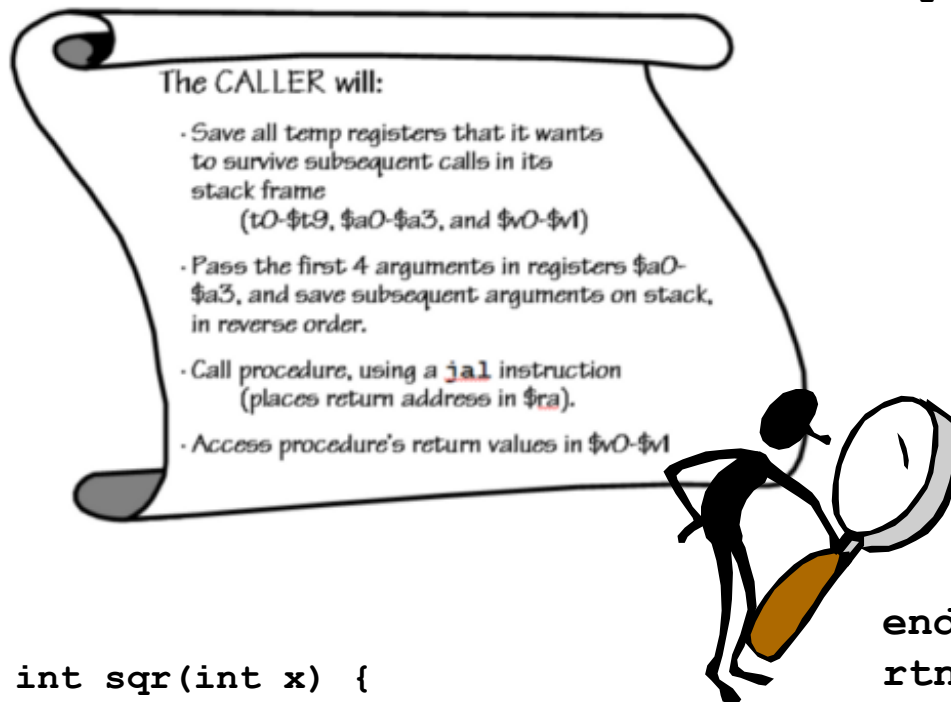 The CALLER will:
· Save all temp registers that it wants
to survive subsequent calls in its
stack frame
(t0-$t9, $a0-$a3, and $v0-$v1)
· Pass the first 4 arguments in registers $a0-
$a3, and save subsequent arguments on stack,
in reverse order.
· Call procedure, using a jal instruction
(places return address in $ra).
· Access procedure's return values in $v0-$v1
int sqr(int x) {